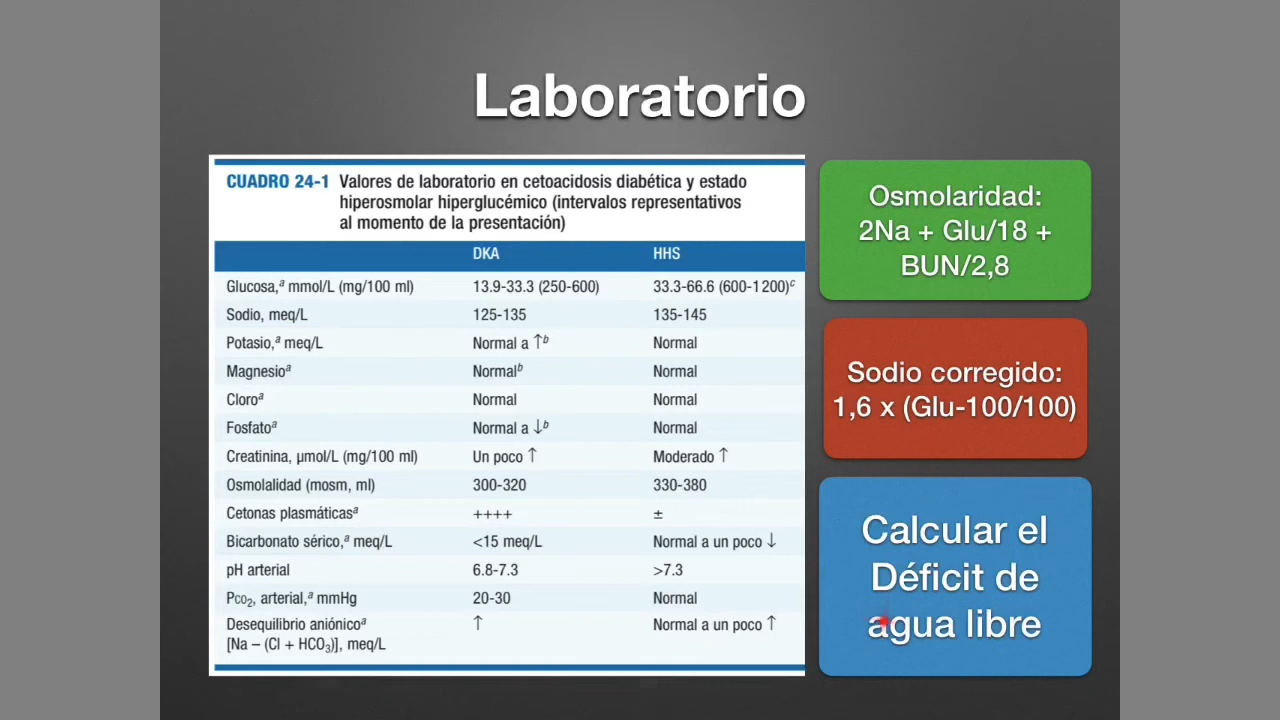 Laboratorio
CUADRO 24-1 Valores de laboratorio en cetoacidosis diabética y estado
hiperosmolar hiperglucémico (intervalos representativos
al momento de la presentación)
DKA HHS
Glucosa,ᵃ mmol/L (mg/100 ml) 13.9-33.3 (250-600) 33.3-66.6 (600-1 200)ᶜ
Sodio, meq/L 125-135 135-145
Potasio,ᵃ meq/L Normal a ↑ᵇ Normal
Magnesioᵃ Normalᵇ Normal
Cloroᵃ Normal Normal
Fosfatoᵃ Normal a ↓ᵇ Normal
Creatinina, µmol/L (mg/100 ml) Un poco ↑ Moderado ↑
Osmolalidad (mosm, ml) 300-320 330-380
Cetonas plasmáticasᵃ ++++ ±
Bicarbonato sérico,ᵃ meq/L <15 meq/L Normal a un poco ↓
pH arterial 6.8-7.3 >7.3
Pco₂, arterial,ᵃ mmHg 20-30 Normal
Desequilibrio aniónicoᵃ ↑ Normal a un poco ↑
[Na – (Cl + HCO₃)], meq/L
Osmolaridad:
2Na + Glu/18 +
BUN/2,8
Sodio corregido:
1,6 x (Glu-100/100)
Calcular el
Déficit de
agua libre